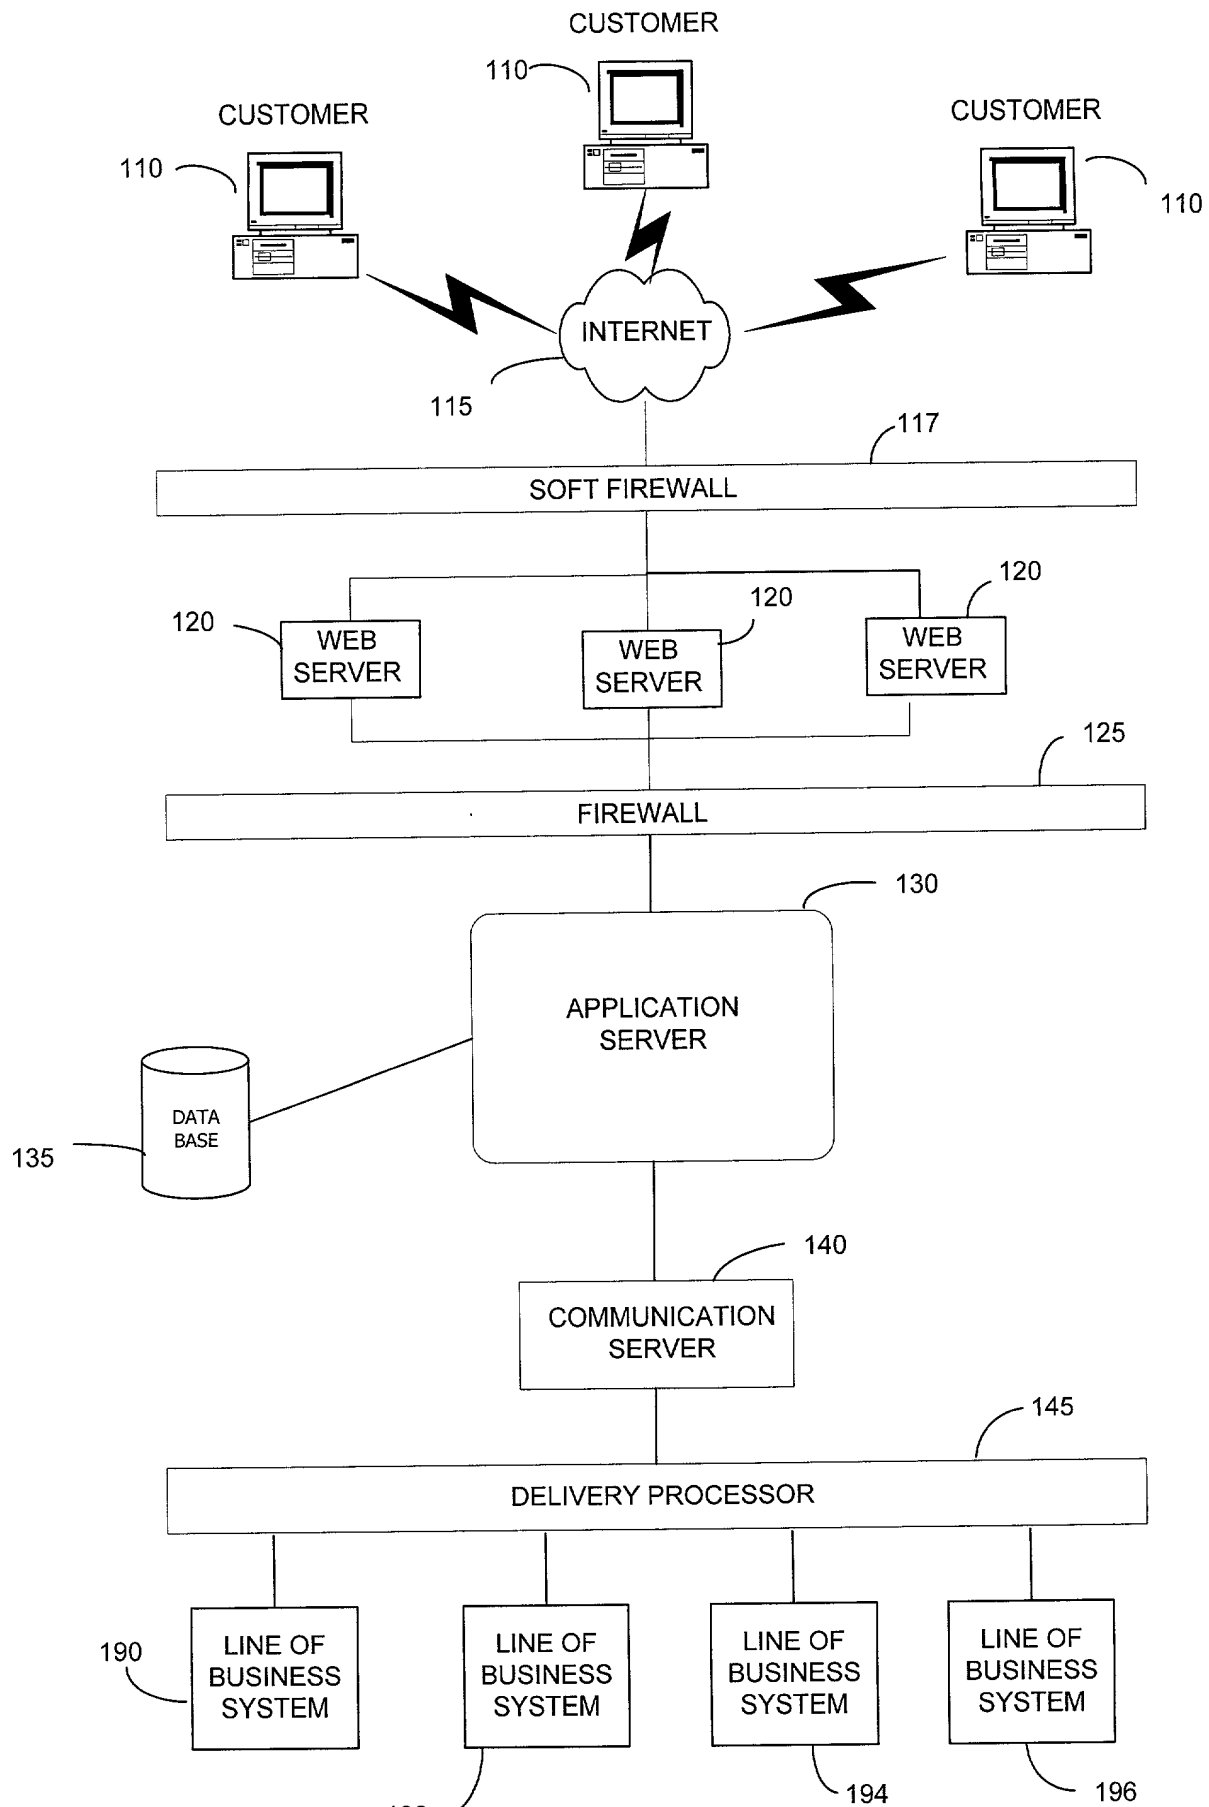 CUSTOMER
110
CUSTOMER
110
CUSTOMER
110
INTERNET
115
117
SOFT FIREWALL
120
WEB
SERVER
120
WEB
SERVER
120
WEB
SERVER
125
FIREWALL
130
APPLICATION
SERVER
DATA
BASE
135
140
COMMUNICATION
SERVER
145
DELIVERY PROCESSOR
190
LINE OF
BUSINESS
SYSTEM
LINE OF
BUSINESS
SYSTEM
LINE OF
BUSINESS
SYSTEM
194
LINE OF
BUSINESS
SYSTEM
196